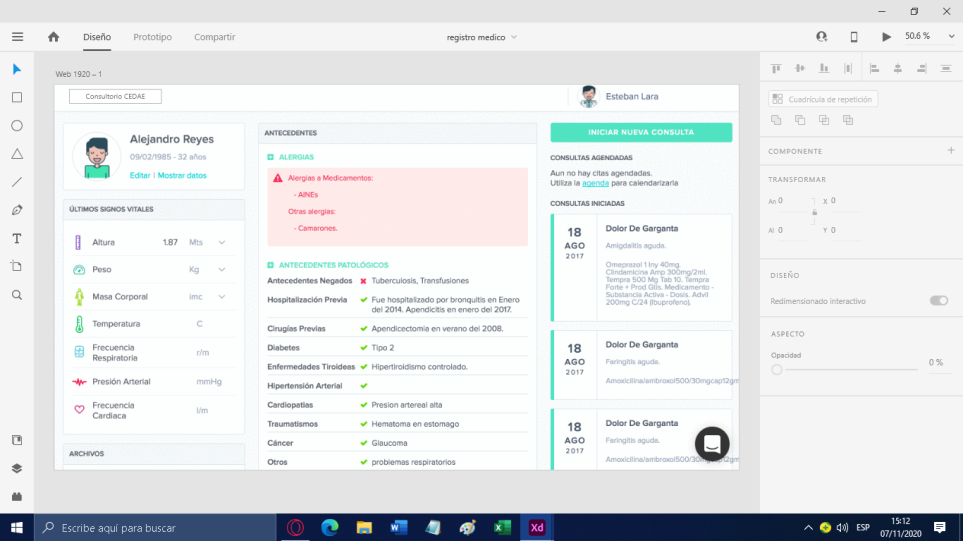 Diseño
Prototipo
Compartir
registro medico
50.6 %
Web 1920 – 1
Consultorio CEDAE
Esteban Lara
Alejandro Reyes
09/02/1985 - 32 años
Editar | Mostrar datos
ÚLTIMOS SIGNOS VITALES
Altura 1.87 Mts
Peso Kg
Masa Corporal imc
Temperatura C
Frecuencia
Respiratoria r/m
Presión Arterial mmHg
Frecuencia
Cardiaca l/m
ARCHIVOS
ANTECEDENTES
ALERGIAS
Alergias a Medicamentos:
- AINEs
Otras alergias:
- Camarones.
ANTECEDENTES PATOLÓGICOS
Antecedentes Negados Tuberculosis, Transfusiones
Hospitalización Previa Fue hospitalizado por bronquitis en Enero
del 2014. Apendicitis en enero del 2017.
Cirugías Previas Apendicectomia en verano del 2008.
Diabetes Tipo 2
Enfermedades Tiroideas Hipertiroidismo controlado.
Hipertensión Arterial
Cardiopatias Presion artereal alta
Traumatismos Hematoma en estomago
Cáncer Glaucoma
Otros problemas respiratorios
INICIAR NUEVA CONSULTA
CONSULTAS AGENDADAS
Aun no hay citas agendadas.
Utiliza la agenda para calendarizarla
CONSULTAS INICIADAS
18
AGO
2017
Dolor De Garganta
Amigdalitis aguda.
Omeprazol 1 Iny 40mg.
Clindamicina Amp 300mg/2ml.
Tempra 500 Mg Tab 10. Tempra
Forte + Prod Gtis. Medicamento -
Substancia Activa - Dosis. Advil
200mg C/24 (Ibuprofeno).
18
AGO
2017
Dolor De Garganta
Faringitis aguda.
Amoxicilina/ambroxol500/30mgcap12gm
18
AGO
2017
Dolor De Garganta
Faringitis aguda.
Amoxicilina/ambroxol500/30mgcap12gm
Cuadrícula de repetición
COMPONENTE
TRANSFORMAR
An 0 X 0
Al 0 Y 0
DISEÑO
Redimensionado interactivo
ASPECTO
Opacidad
0 %
Escribe aquí para buscar
Xd
ESP
15:12
07/11/2020